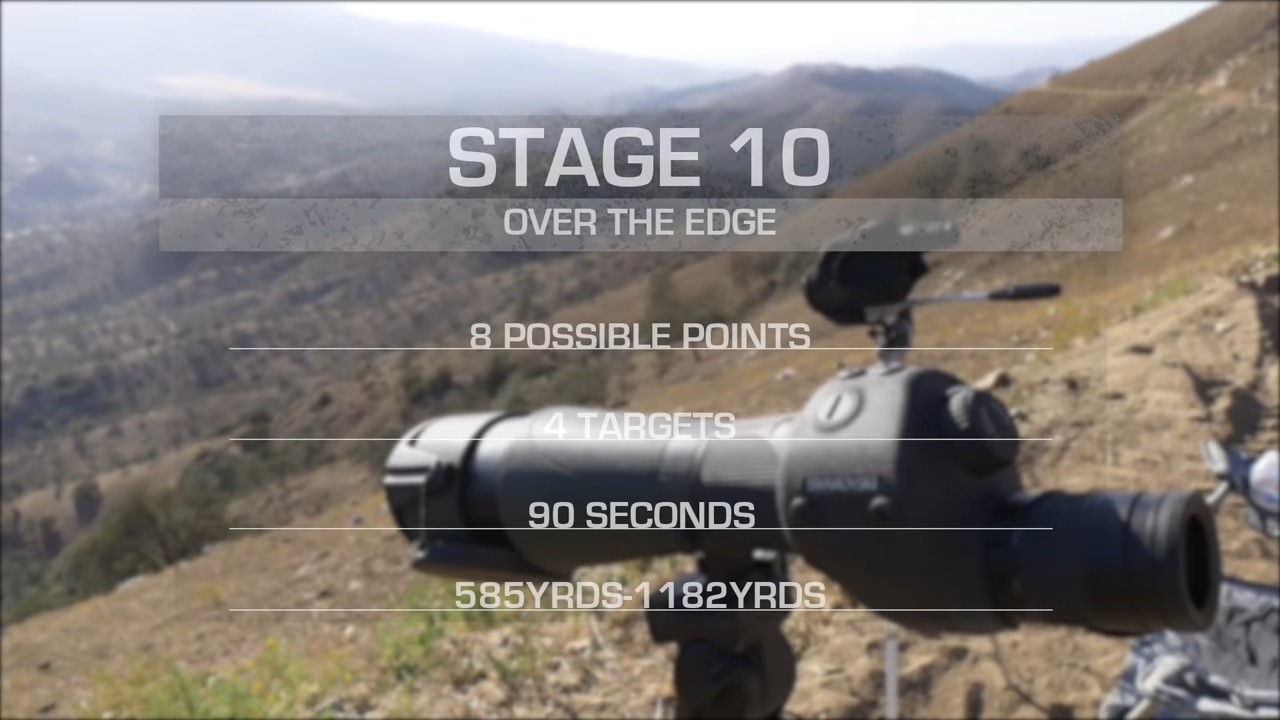 STAGE 10
OVER THE EDGE
8 POSSIBLE POINTS
4 TARGETS
90 SECONDS
585YRDS-1182YRDS